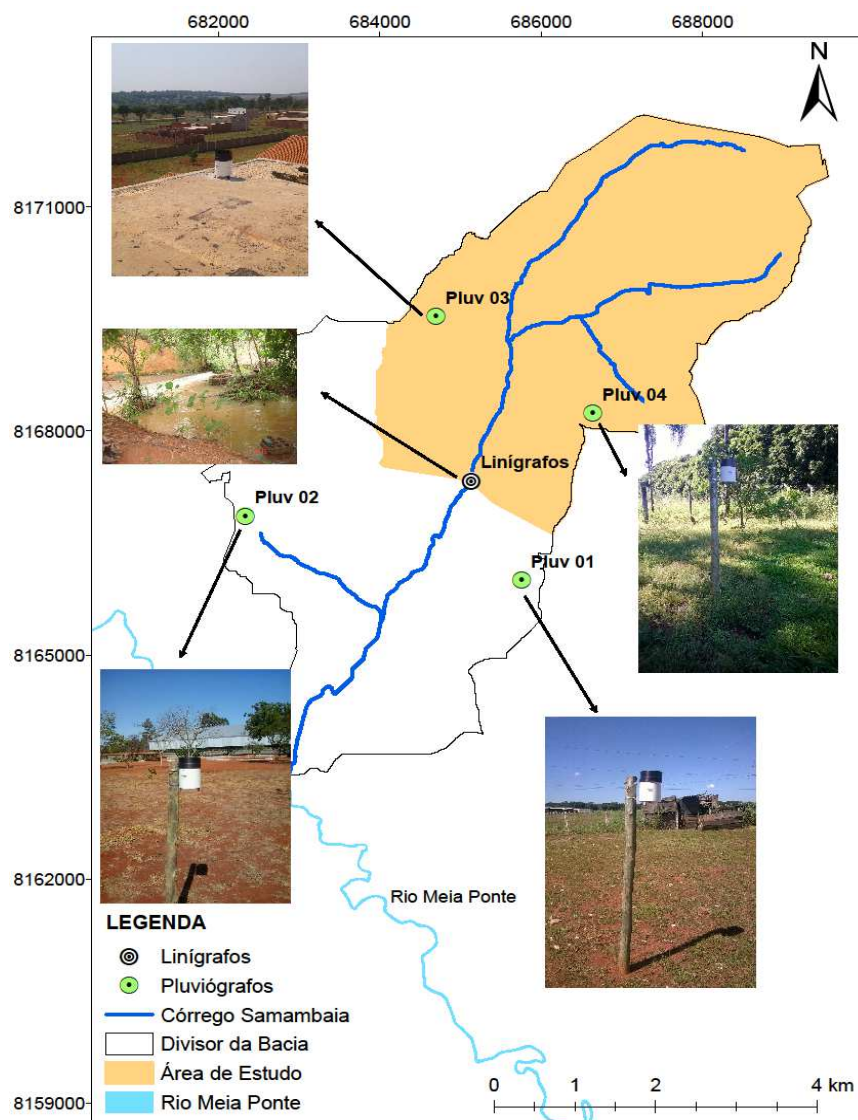 682000 684000 686000 688000
N
8171000
Pluv 03
Pluv 04
8168000
Linígrafos
Pluv 02
Pluv 01
8165000
8162000
Rio Meia Ponte
LEGENDA
Linígrafos
Pluviógrafos
Córrego Samambaia
Divisor da Bacia
Área de Estudo
Rio Meia Ponte
8159000
0 1 2 4 km